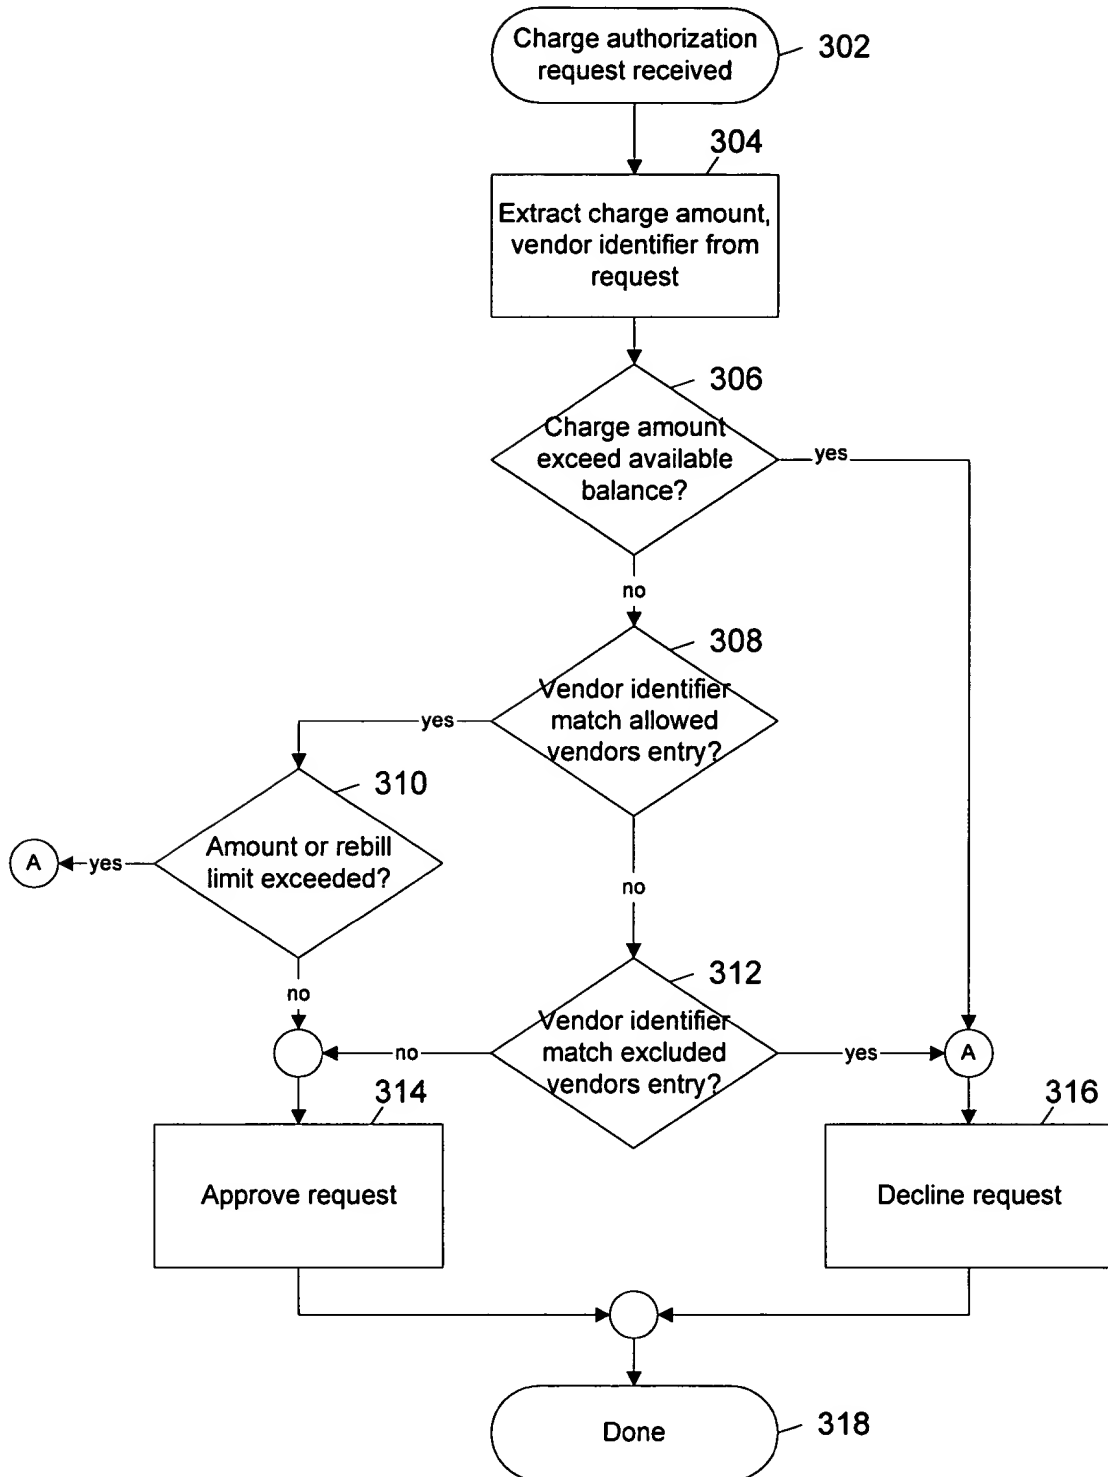 Charge authorization
request received
302
304
Extract charge amount,
vendor identifier from
request
306
Charge amount
exceed available
balance?
yes
no
308
Vendor identifier
match allowed
vendors entry?
yes
310
Amount or rebill
limit exceeded?
yes
A
no
no
312
Vendor identifier
match excluded
vendors entry?
no
yes
A
314
Approve request
316
Decline request
Done
318